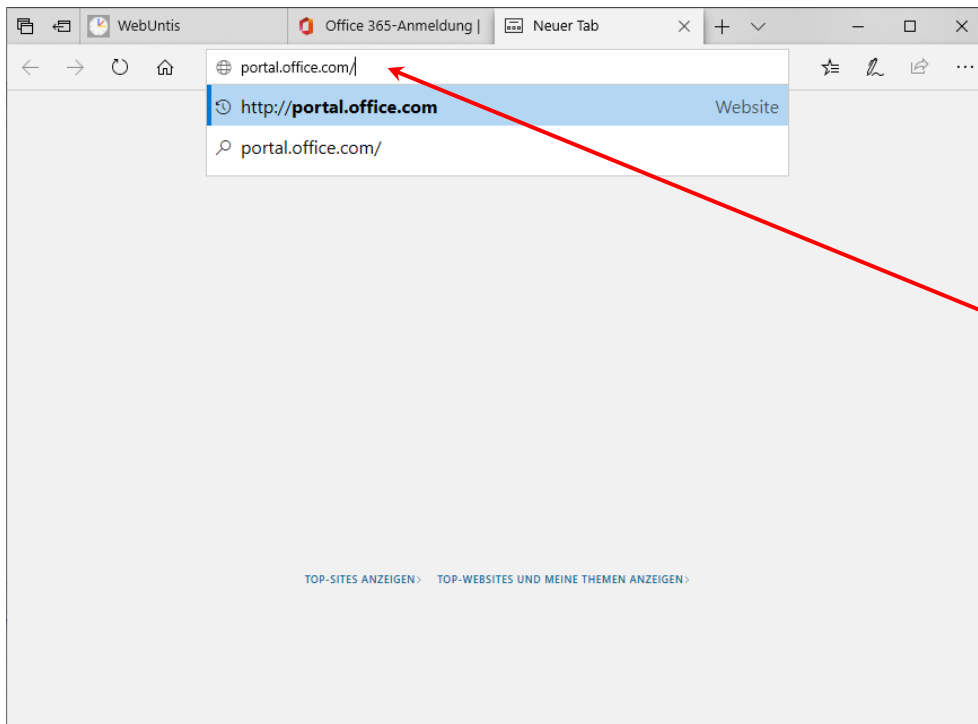 WebUntis
Office 365-Anmeldung |
Neuer Tab
portal.office.com/
http://portal.office.com Website
portal.office.com/
TOP-SITES ANZEIGEN> TOP-WEBSITES UND MEINE THEMEN ANZEIGEN>